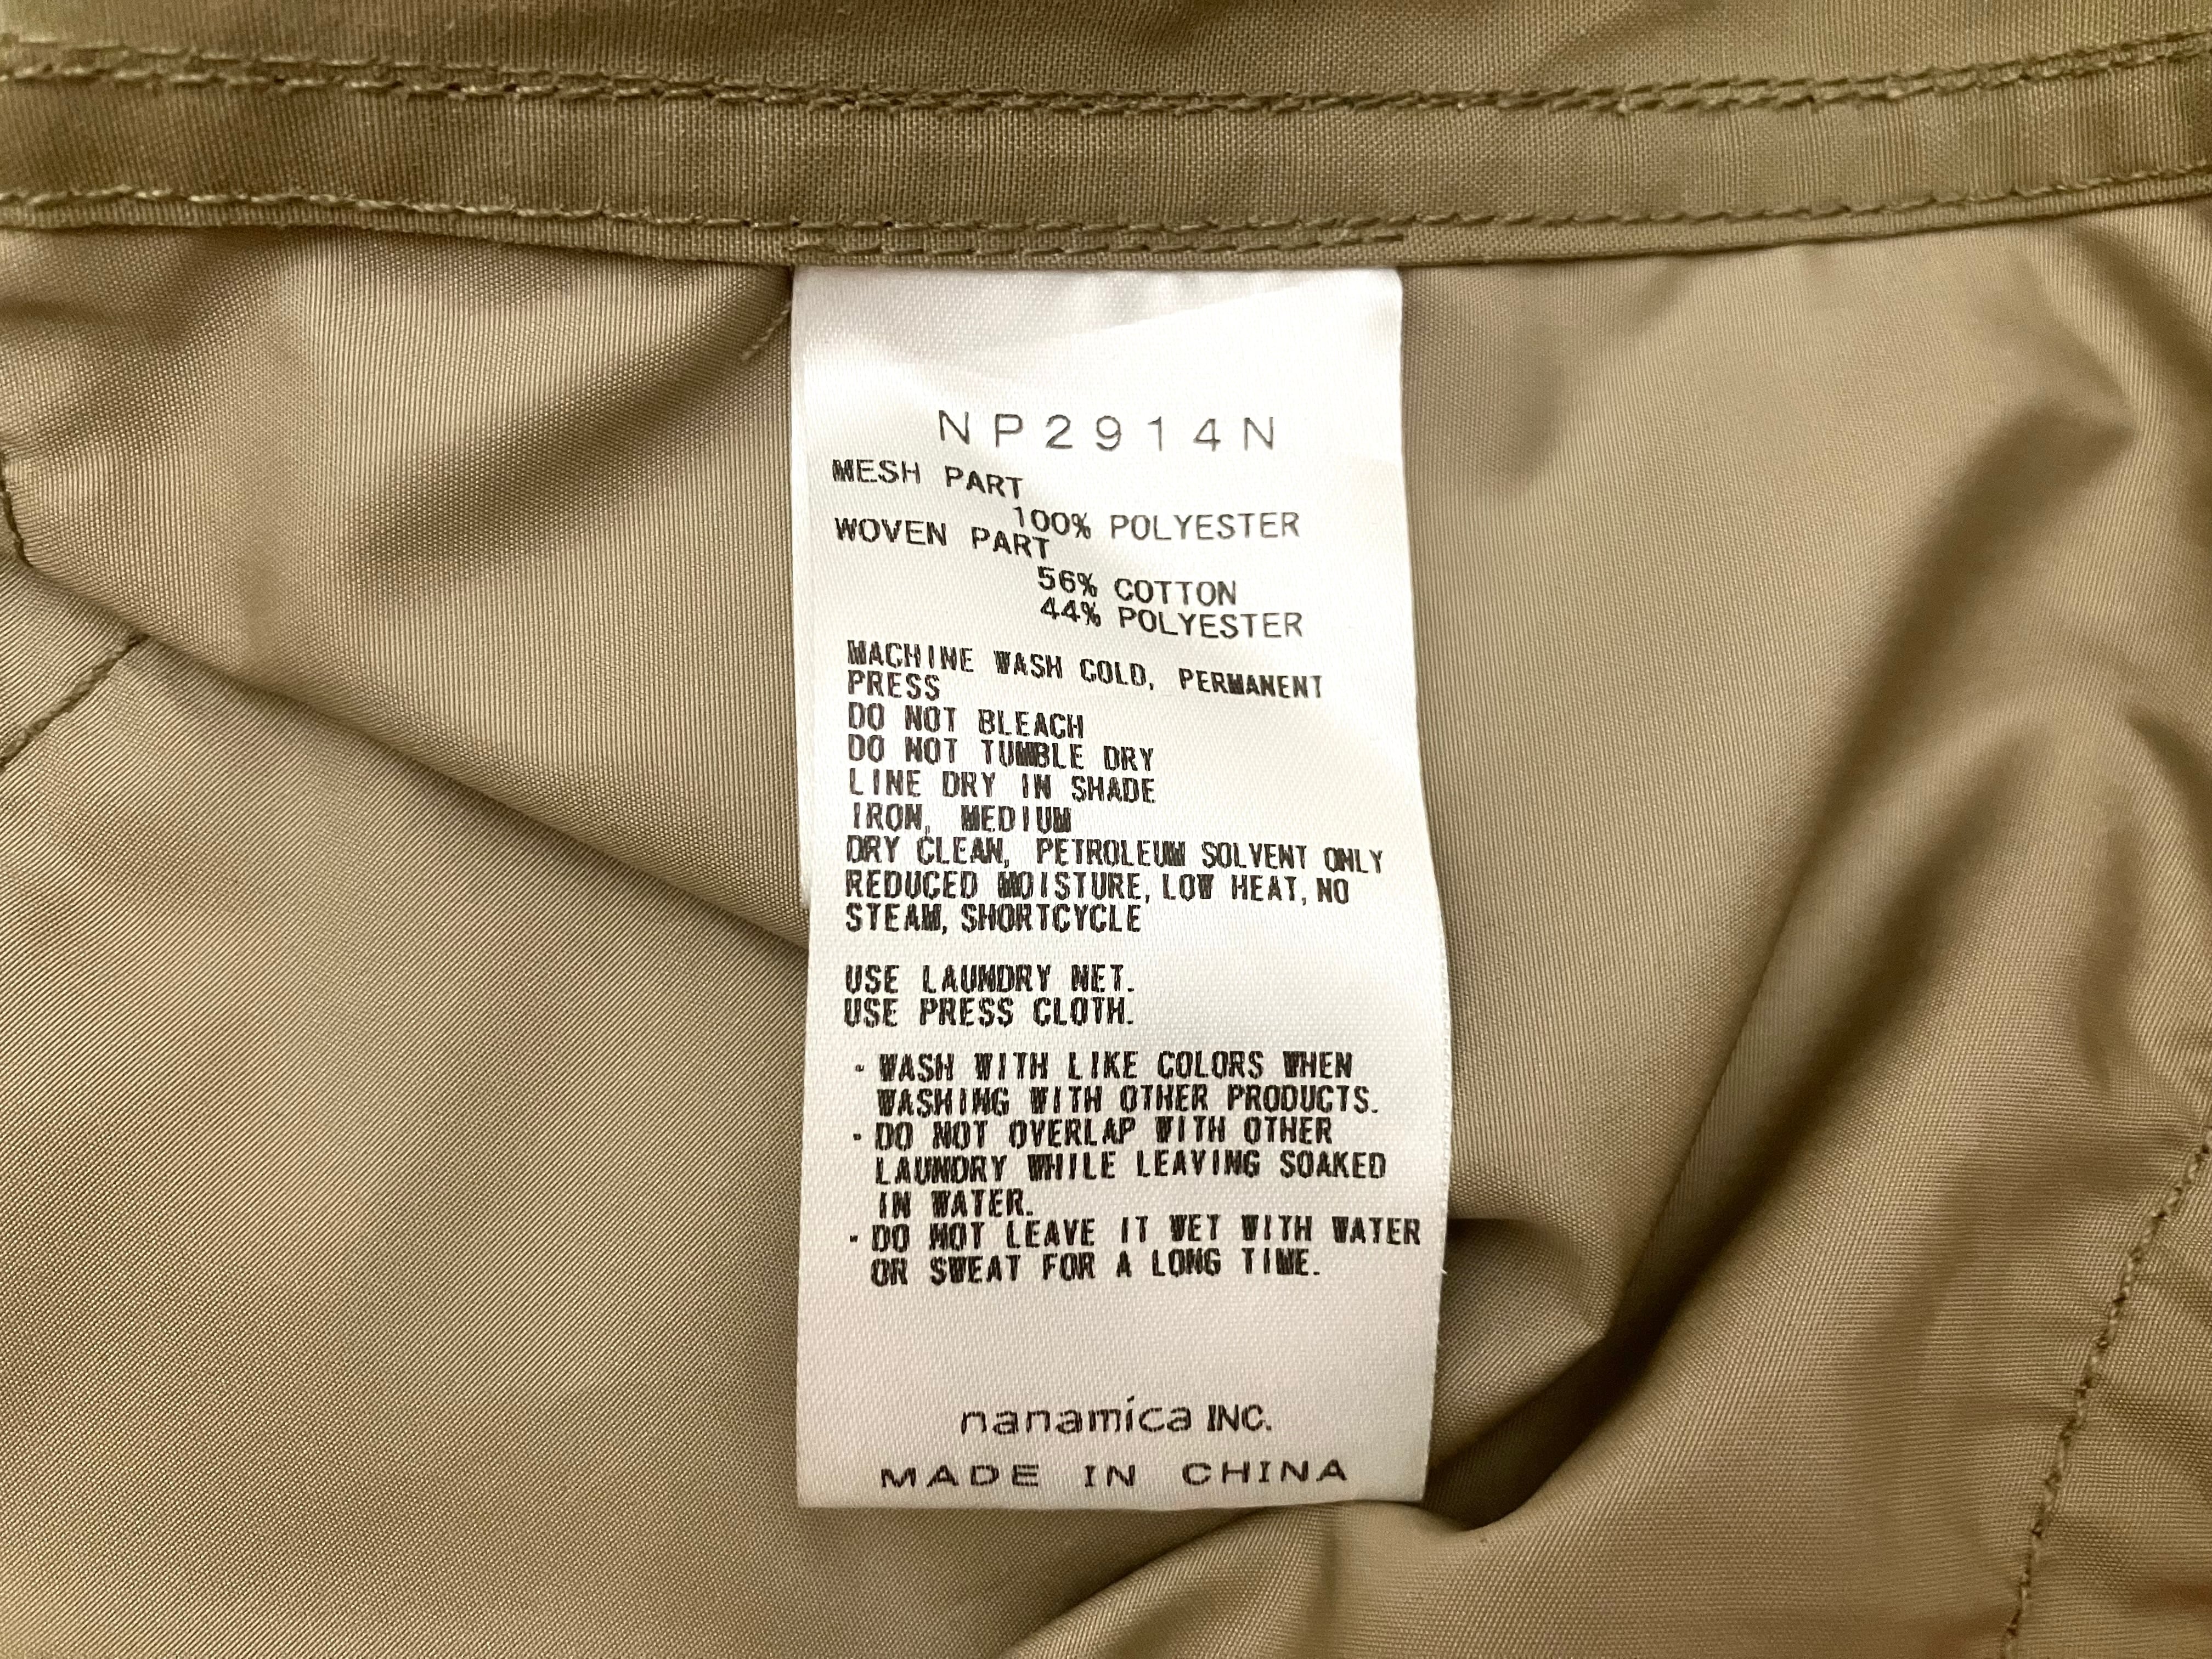 NP2914N
MESH PART
100% POLYESTER
WOVEN PART
56% COTTON
44% POLYESTER
MACHINE WASH COLD, PERMANENT
PRESS
DO NOT BLEACH
DO NOT TUMBLE DRY
LINE DRY IN SHADE
IRON, MEDIUM
DRY CLEAN, PETROLEUM SOLVENT ONLY
REDUCED MOISTURE, LOW HEAT, NO
STEAM, SHORTCYCLE
USE LAUNDRY NET.
USE PRESS CLOTH.
・WASH WITH LIKE COLORS WHEN
WASHING WITH OTHER PRODUCTS.
・DO NOT OVERLAP WITH OTHER
LAUNDRY WHILE LEAVING SOAKED
IN WATER.
・DO NOT LEAVE IT WET WITH WATER
OR SWEAT FOR A LONG TIME.
nanamica INC.
MADE IN CHINA